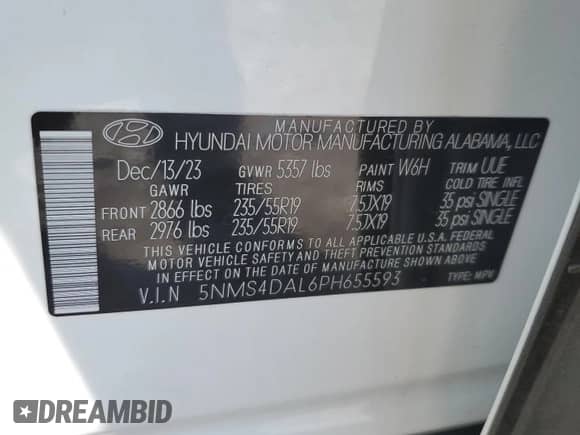 MANUFACTURED BY
HYUNDAI MOTOR MANUFACTURING ALABAMA, LLC
Dec/13/23 GVWR 5357 lbs PAINT W6H TRIM UUE
GAWR TIRES RIMS COLD TIRE INFL
FRONT 2866 lbs 235/55R19 7.5JX19 35 psi SINGLE
REAR 2976 lbs 235/55R19 7.5JX19 35 psi SINGLE
THIS VEHICLE CONFORMS TO ALL APPLICABLE U.S.A. FEDERAL
MOTOR VEHICLE SAFETY AND THEFT PREVENTION STANDARDS
IN EFFECT ON THE DATE OF MANUFACTURE SHOWN ABOVE.
V.I.N 5NMS4DAL6PH655593 TYPE: MPV
DREAMBID